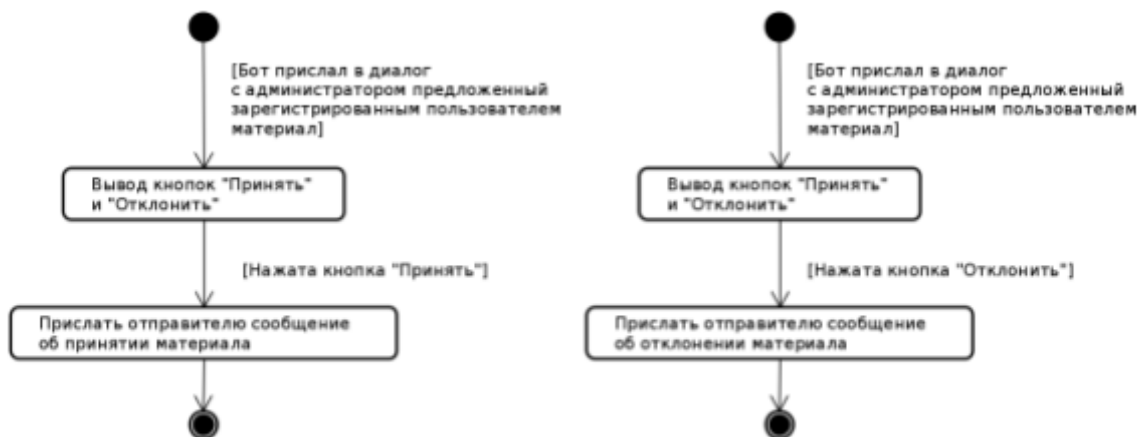 [Бот прислал в диалог
с администратором предложенный
зарегистрированным пользователем
материал]
Вывод кнопок "Принять"
и "Отклонить"
[Нажата кнопка "Принять"]
Прислать отправителю сообщение
об принятии материала
[Бот прислал в диалог
с администратором предложенный
зарегистрированным пользователем
материал]
Вывод кнопок "Принять"
и "Отклонить"
[Нажата кнопка "Отклонить"]
Прислать отправителю сообщение
об отклонении материала